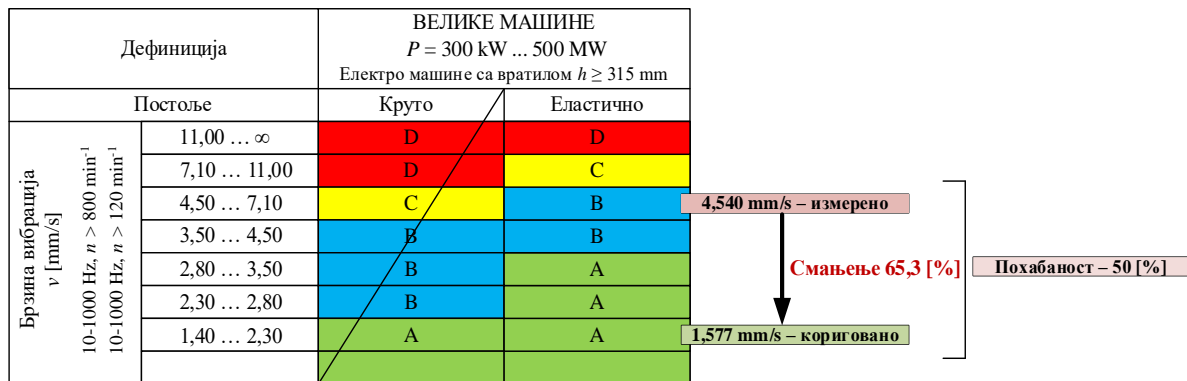 Дефиниција
ВЕЛИКЕ МАШИНЕ
P = 300 kW ... 500 MW
Електро машине са вратилом h ≥ 315 mm
Постоље
Круто
Еластично
Брзина вибрација
v [mm/s]
10-1000 Hz, n > 800 min⁻¹
10-1000 Hz, n > 120 min⁻¹
11,00 … ∞
D
D
7,10 … 11,00
D
C
4,50 … 7,10
C
B
4,540 mm/s – измерено
3,50 … 4,50
B
B
2,80 … 3,50
B
A
Смањење 65,3 [%]
Похабаност – 50 [%]
2,30 … 2,80
B
A
1,40 … 2,30
A
A
1,577 mm/s – кориговано